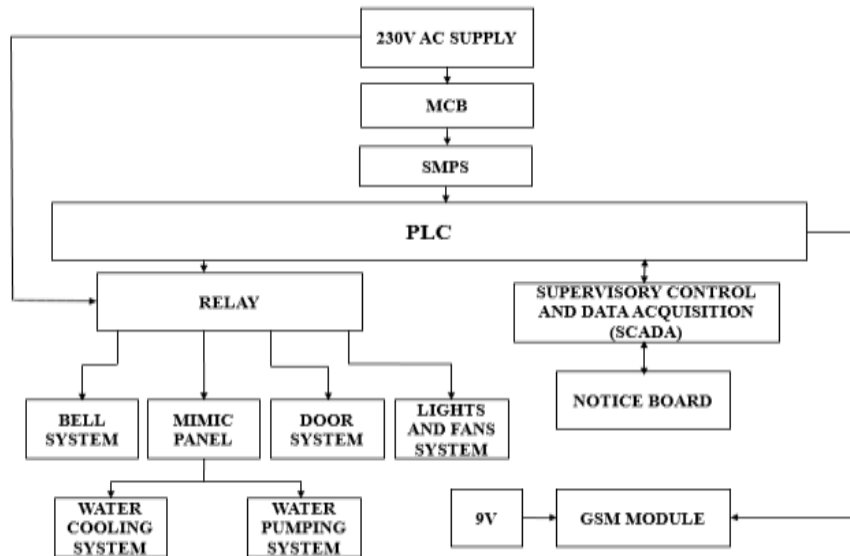 230V AC SUPPLY
MCB
SMPS
PLC
RELAY
SUPERVISORY CONTROL
AND DATA ACQUISITION
(SCADA)
NOTICE BOARD
BELL
SYSTEM
MIMIC
PANEL
DOOR
SYSTEM
LIGHTS
AND FANS
SYSTEM
WATER
COOLING
SYSTEM
WATER
PUMPING
SYSTEM
9V
GSM MODULE